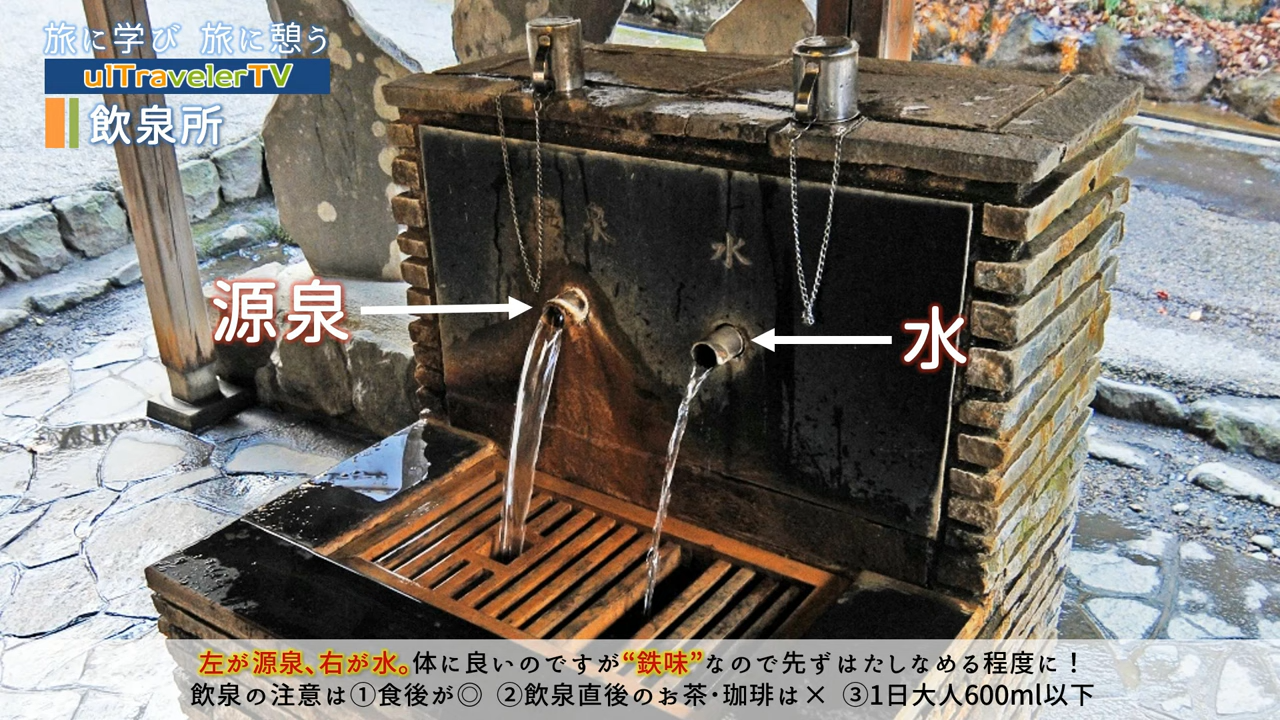 旅に学び 旅に憩う
ulTravelerTV
飲泉所
水
源泉
水
左が源泉、右が水。体に良いのですが“鉄味”なので先ずはたしなめる程度に！
飲泉の注意は①食後が◎ ②飲泉直後のお茶･珈琲は× ③1日大人600ml以下